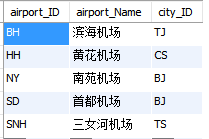 airport_ID airport_Name city_ID
BH 滨海机场 TJ
HH 黄花机场 CS
NY 南苑机场 BJ
SD 首都机场 BJ
SNH 三女河机场 TS